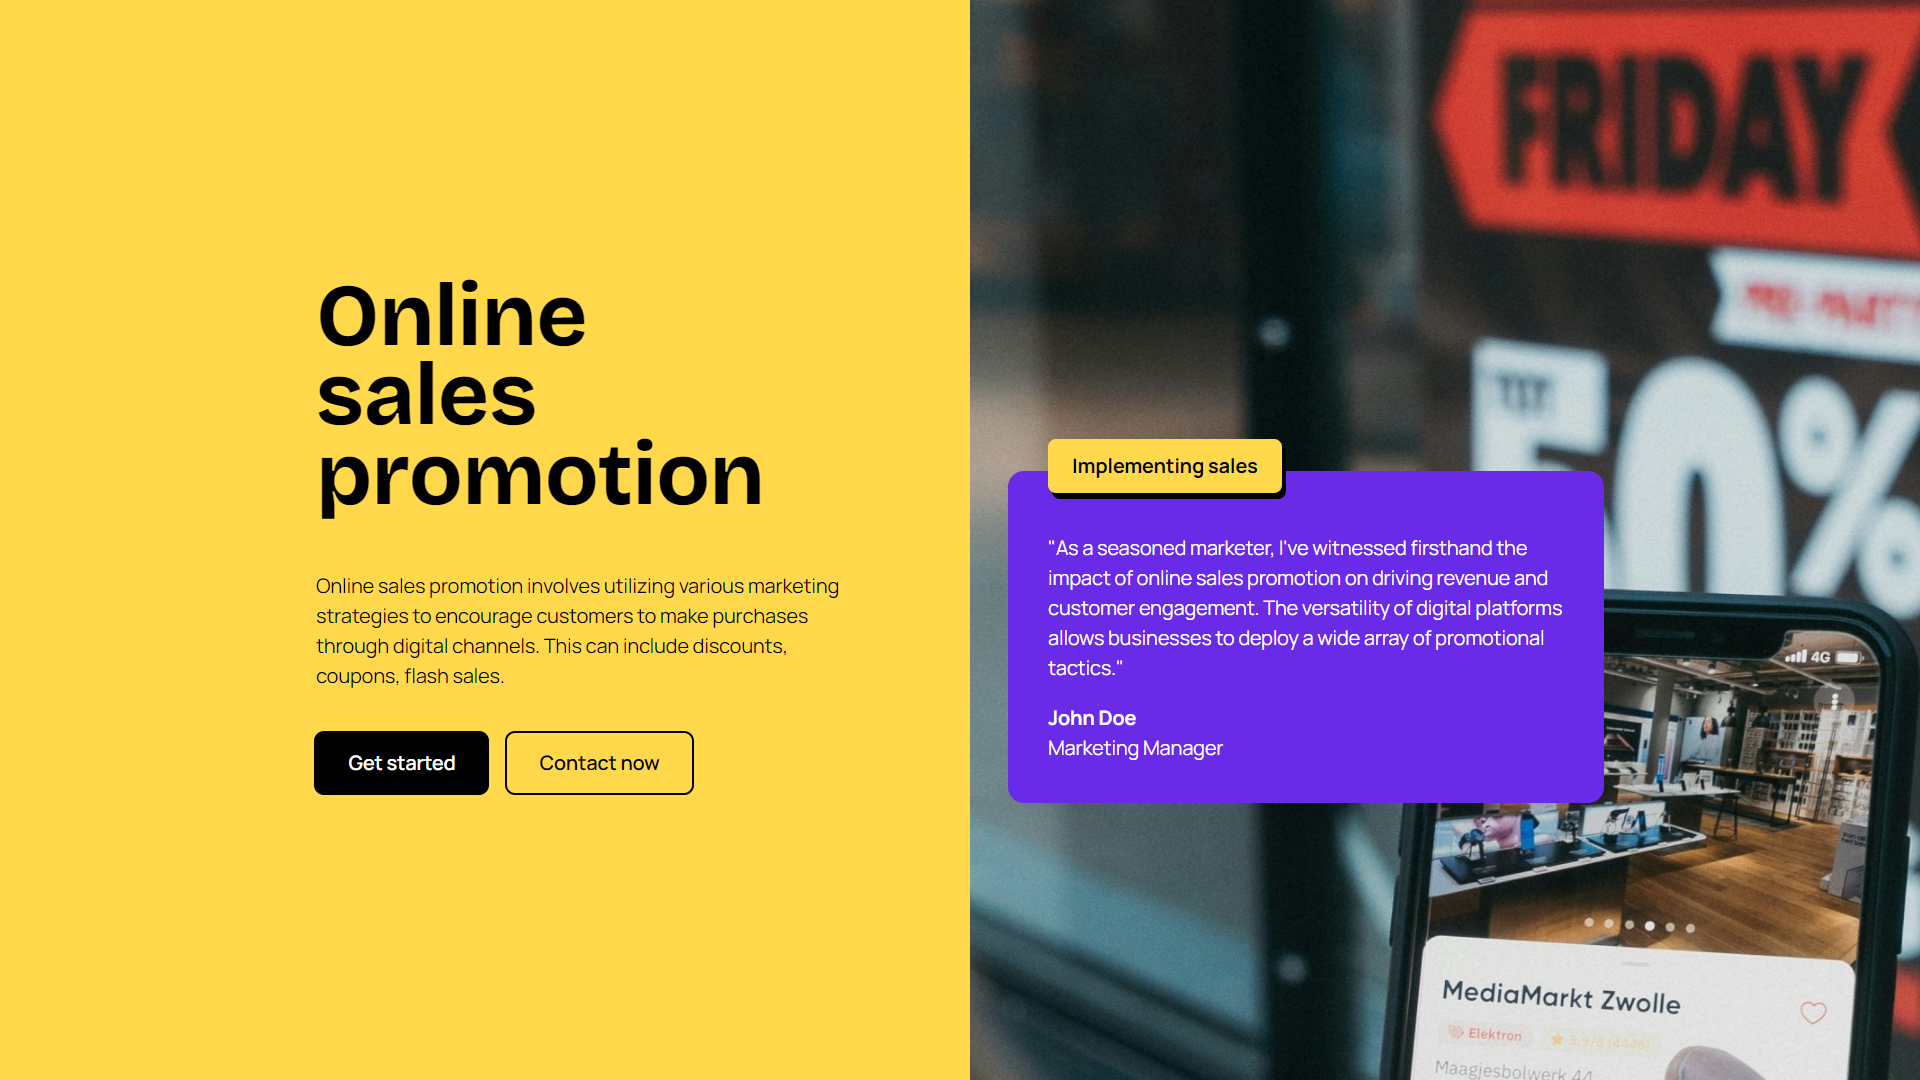 Online
sales
promotion
Online sales promotion involves utilizing various marketing
strategies to encourage customers to make purchases
through digital channels. This can include discounts,
coupons, flash sales.
Get started
Contact now
FRIDAY
50%
Implementing sales
"As a seasoned marketer, I've witnessed firsthand the
impact of online sales promotion on driving revenue and
customer engagement. The versatility of digital platforms
allows businesses to deploy a wide array of promotional
tactics."
John Doe
Marketing Manager
4G
MediaMarkt Zwolle
Elektron
3.9/5 (4446)
Maagjesbolwerk 44